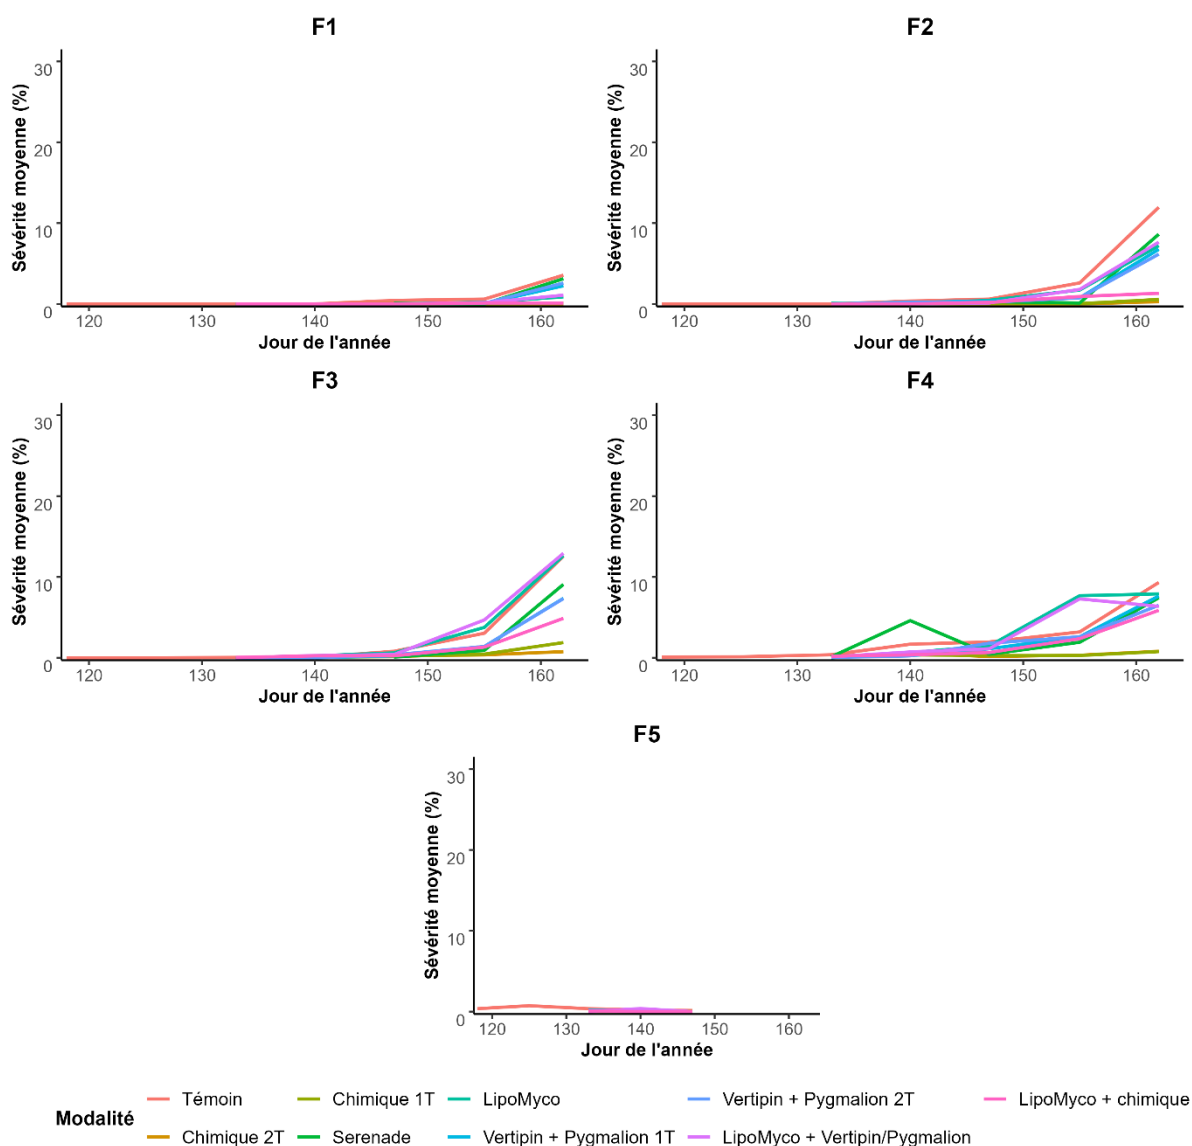 F1
Sévérité moyenne (%)
30
20
10
0
120 130 140 150 160
Jour de l'année
F2
Sévérité moyenne (%)
30
20
10
0
120 130 140 150 160
Jour de l'année
F3
Sévérité moyenne (%)
30
20
10
0
120 130 140 150 160
Jour de l'année
F4
Sévérité moyenne (%)
30
20
10
0
120 130 140 150 160
Jour de l'année
F5
Sévérité moyenne (%)
30
20
10
0
120 130 140 150 160
Jour de l'année
Modalité
Témoin Chimique 1T LipoMyco Vertipin + Pygmalion 2T LipoMyco + chimique
Chimique 2T Serenade Vertipin + Pygmalion 1T LipoMyco + Vertipin/Pygmalion